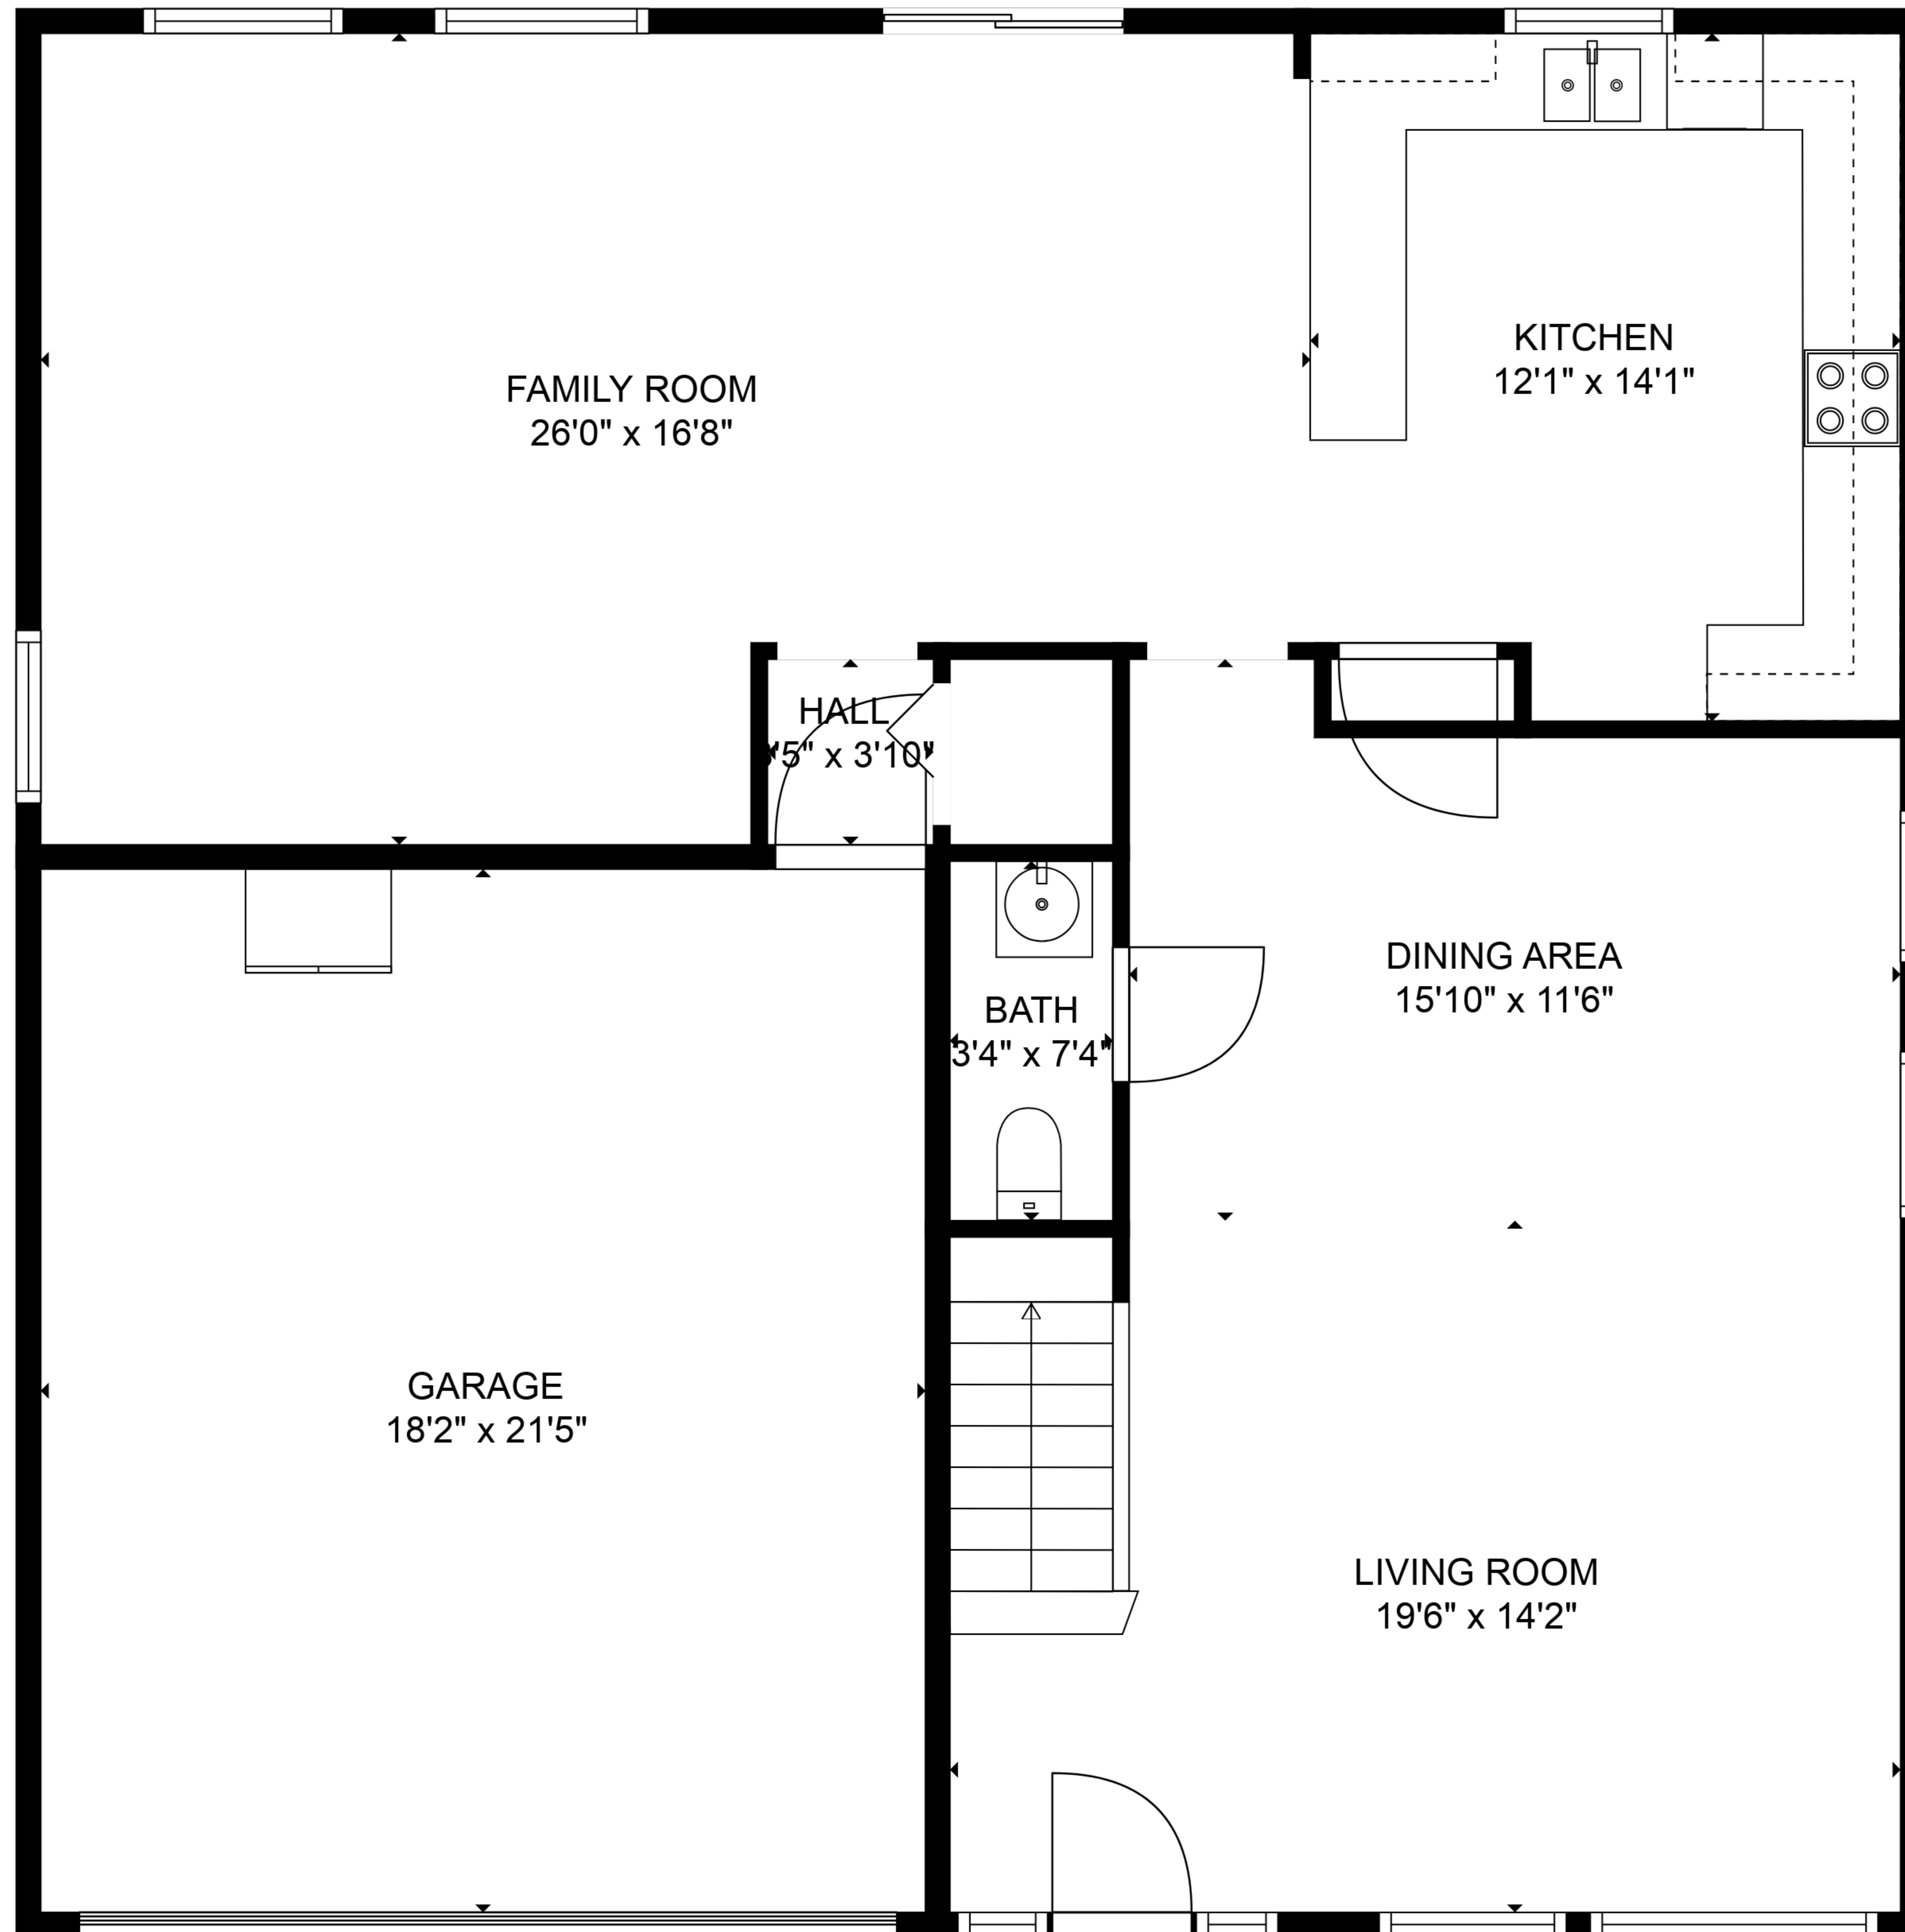 KITCHEN
12'1" x 14'1"
FAMILY ROOM
26'0" x 16'8"
HALL
x 3'10"
DINING AREA
15'10" x 11'6"
BATH
3'4" x 7'4"
GARAGE
18'2" x 21'5"
LIVING ROOM
19'6" x 14'2"